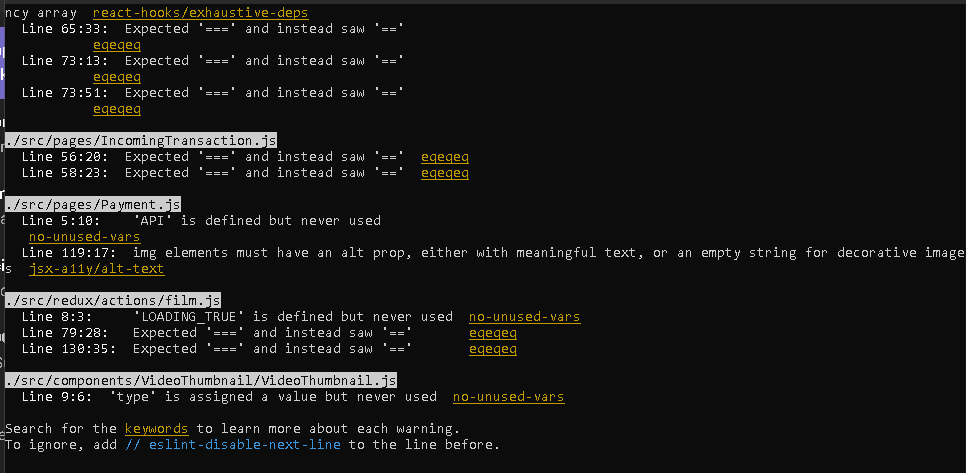 ncy array  react-hooks/exhaustive-deps
  Line 65:33:  Expected '===' and instead saw '=='
           eqeqeq
  Line 73:13:  Expected '===' and instead saw '=='
           eqeqeq
  Line 73:51:  Expected '===' and instead saw '=='
           eqeqeq
./src/pages/IncomingTransaction.js
  Line 56:20:  Expected '===' and instead saw '=='  eqeqeq
  Line 58:23:  Expected '===' and instead saw '=='  eqeqeq
./src/pages/Payment.js
  Line 5:10:    'API' is defined but never used
   no-unused-vars
  Line 119:17:  img elements must have an alt prop, either with meaningful text, or an empty string for decorative image
s  jsx-a11y/alt-text
./src/redux/actions/film.js
  Line 8:3:     'LOADING_TRUE' is defined but never used  no-unused-vars
  Line 79:28:   Expected '===' and instead saw '=='       eqeqeq
  Line 130:35:  Expected '===' and instead saw '=='       eqeqeq
./src/components/VideoThumbnail/VideoThumbnail.js
  Line 9:6:  'type' is assigned a value but never used  no-unused-vars
Search for the keywords to learn more about each warning.
To ignore, add // eslint-disable-next-line to the line before.